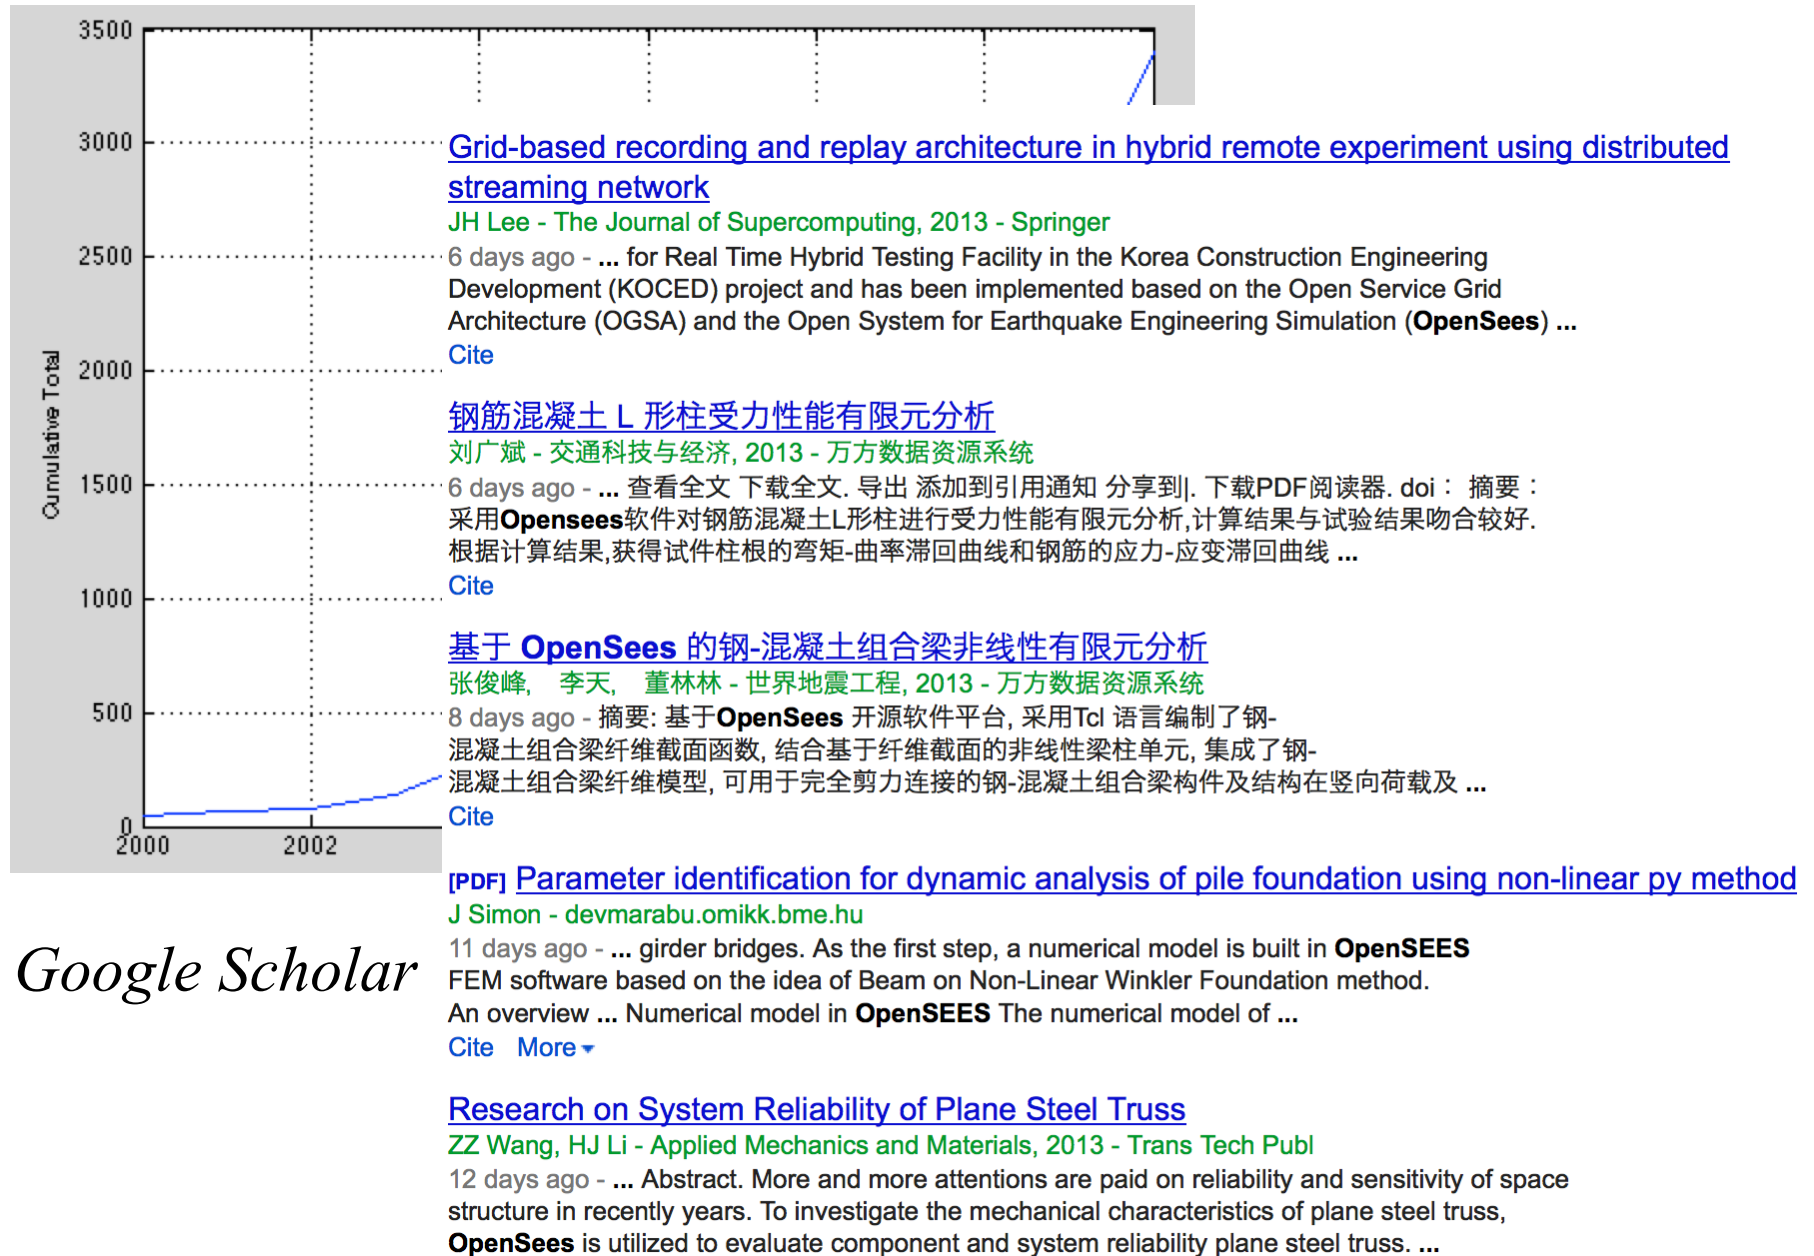 3500
3000
2500
2000
1500
1000
500
0
Cumulative Total
2000 2002
Google Scholar
Grid-based recording and replay architecture in hybrid remote experiment using distributed
streaming network
JH Lee - The Journal of Supercomputing, 2013 - Springer
6 days ago - ... for Real Time Hybrid Testing Facility in the Korea Construction Engineering
Development (KOCED) project and has been implemented based on the Open Service Grid
Architecture (OGSA) and the Open System for Earthquake Engineering Simulation (OpenSees) ...
Cite
钢筋混凝土 L 形柱受力性能有限元分析
刘广斌 - 交通科技与经济, 2013 - 万方数据资源系统
6 days ago - ... 查看全文 下载全文. 导出 添加到引用通知 分享到|. 下载PDF阅读器. doi： 摘要：
采用Opensees软件对钢筋混凝土L形柱进行受力性能有限元分析,计算结果与试验结果吻合较好.
根据计算结果,获得试件柱根的弯矩-曲率滞回曲线和钢筋的应力-应变滞回曲线 ...
Cite
基于 OpenSees 的钢-混凝土组合梁非线性有限元分析
张俊峰, 李天, 董林林 - 世界地震工程, 2013 - 万方数据资源系统
8 days ago - 摘要: 基于OpenSees 开源软件平台, 采用Tcl 语言编制了钢-
混凝土组合梁纤维截面函数, 结合基于纤维截面的非线性梁柱单元, 集成了钢-
混凝土组合梁纤维模型, 可用于完全剪力连接的钢-混凝土组合梁构件及结构在竖向荷载及 ...
Cite
[PDF] Parameter identification for dynamic analysis of pile foundation using non-linear py method
J Simon - devmarabu.omikk.bme.hu
11 days ago - ... girder bridges. As the first step, a numerical model is built in OpenSEES
FEM software based on the idea of Beam on Non-Linear Winkler Foundation method.
An overview ... Numerical model in OpenSEES The numerical model of ...
Cite More
Research on System Reliability of Plane Steel Truss
ZZ Wang, HJ Li - Applied Mechanics and Materials, 2013 - Trans Tech Publ
12 days ago - ... Abstract. More and more attentions are paid on reliability and sensitivity of space
structure in recently years. To investigate the mechanical characteristics of plane steel truss,
OpenSees is utilized to evaluate component and system reliability plane steel truss. ...